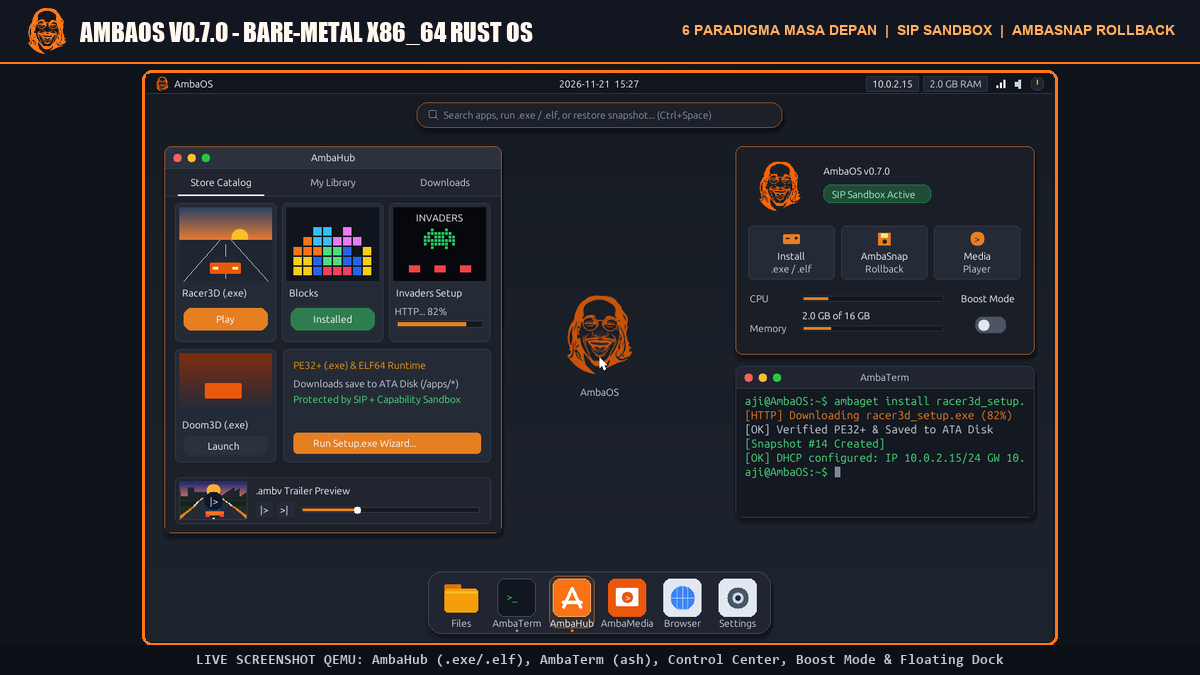 AMBAOS V0.7.0 - BARE-METAL X86_64 RUST OS
6 PARADIGMA MASA DEPAN | SIP SANDBOX | AMBASNAP ROLLBACK
AmbaOS
2026-11-21 15:27
10.0.2.15
2.0 GB RAM
Search apps, run .exe / .elf, or restore snapshot... (Ctrl+Space)
AmbaHub
Store Catalog
My Library
Downloads
Racer3D (.exe)
Play
Blocks
Installed
INVADERS
Invaders Setup
HTTP... 82%
Doom3D (.exe)
Launch
PE32+ (.exe) & ELF64 Runtime
Downloads save to ATA Disk (/apps/*)
Protected by SIP + Capability Sandbox
Run Setup.exe Wizard...
.ambv Trailer Preview
|>
|>
>|
AmbaOS
AmbaOS v0.7.0
SIP Sandbox Active
Install
.exe / .elf
AmbaSnap
Rollback
Media
Player
CPU
Boost Mode
2.0 GB of 16 GB
Memory
AmbaTerm
aji@AmbaOS:~$ ambaget install racer3d_setup.
[HTTP] Downloading racer3d_setup.exe (82%)
[OK] Verified PE32+ & Saved to ATA Disk
[Snapshot #14 Created]
[OK] DHCP configured: IP 10.0.2.15/24 GW 10.
aji@AmbaOS:~$
>_
Files
AmbaTerm
AmbaHub
AmbaMedia
Browser
Settings
LIVE SCREENSHOT QEMU: AmbaHub (.exe/.elf), AmbaTerm (ash), Control Center, Boost Mode & Floating Dock